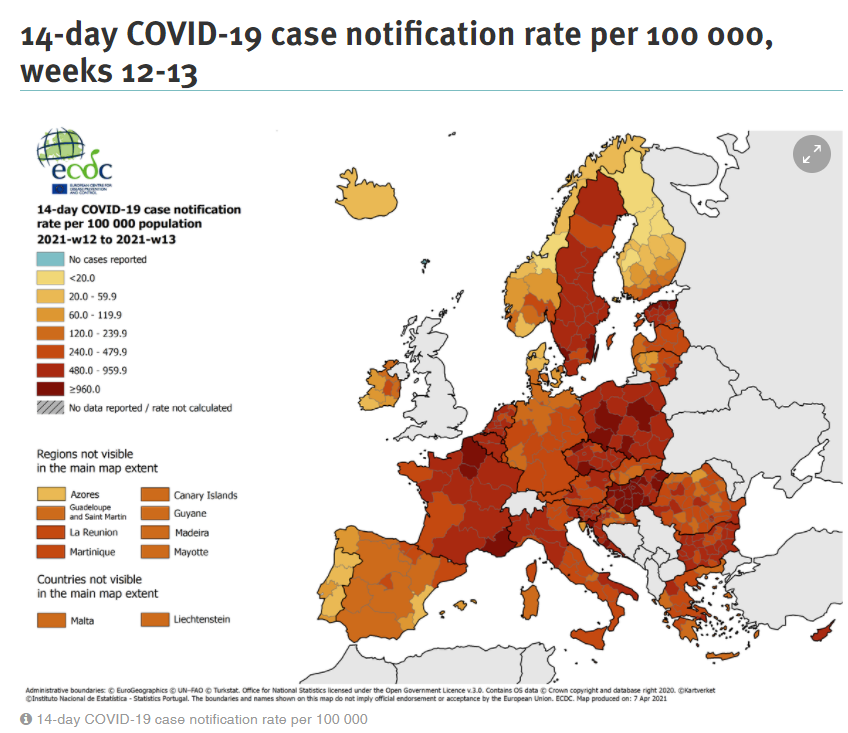 14-day COVID-19 case notification rate per 100 000,
weeks 12-13
ecdc
EUROPEAN CENTRE FOR
DISEASE PREVENTION
AND CONTROL
14-day COVID-19 case notification
rate per 100 000 population
2021-w12 to 2021-w13
No cases reported
<20.0
20.0 - 59.9
60.0 - 119.9
120.0 - 239.9
240.0 - 479.9
480.0 - 959.9
≥960.0
No data reported / rate not calculated
Regions not visible
in the main map extent
Azores
Canary Islands
Guadeloupe
and Saint Martin
Guyane
La Reunion
Madeira
Martinique
Mayotte
Countries not visible
in the main map extent
Malta
Liechtenstein
Administrative boundaries: © EuroGeographics © UN-FAO © Turkstat. Office for National Statistics licensed under the Open Government Licence v.3.0. Contains OS data © Crown copyright and database right 2020. ©Kartverket
©Instituto Nacional de Estatística - Statistics Portugal. The boundaries and names shown on this map do not imply official endorsement or acceptance by the European Union. ECDC. Map produced on: 7 Apr 2021
14-day COVID-19 case notification rate per 100 000